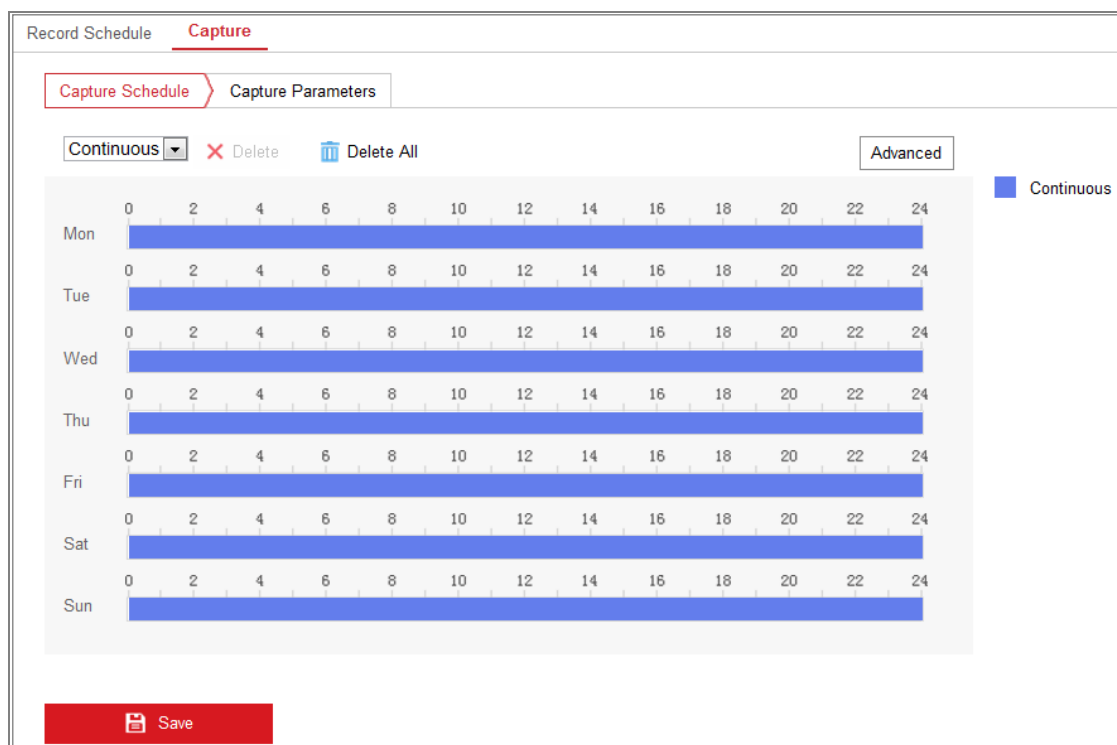 Record Schedule Capture
Capture Schedule Capture Parameters
Continuous Delete Delete All Advanced
Continuous
0 2 4 6 8 10 12 14 16 18 20 22 24
Mon
0 2 4 6 8 10 12 14 16 18 20 22 24
Tue
0 2 4 6 8 10 12 14 16 18 20 22 24
Wed
0 2 4 6 8 10 12 14 16 18 20 22 24
Thu
0 2 4 6 8 10 12 14 16 18 20 22 24
Fri
0 2 4 6 8 10 12 14 16 18 20 22 24
Sat
0 2 4 6 8 10 12 14 16 18 20 22 24
Sun
Save